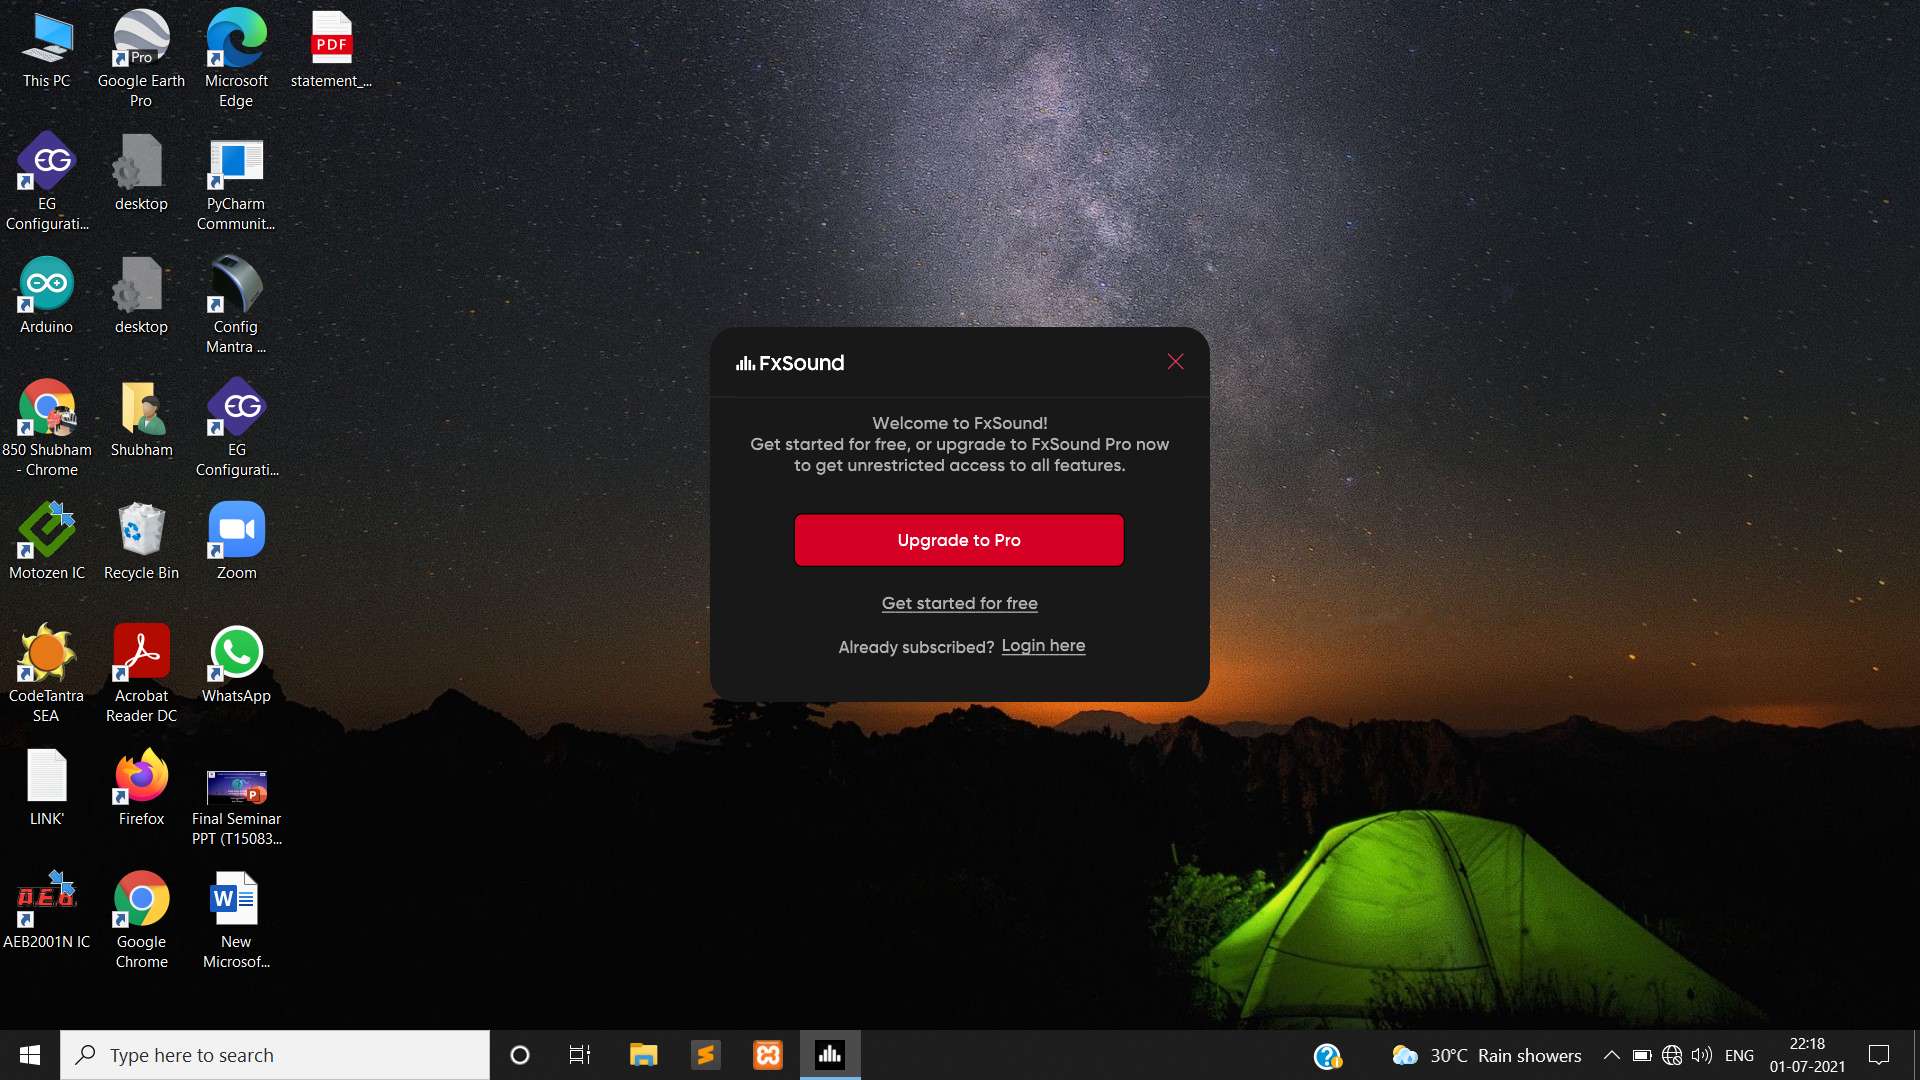 This PC
Pro
Google Earth
Pro
Microsoft
Edge
PDF
statement_...
EG
EG
Configurati...
desktop
PyCharm
Communit...
Arduino
desktop
Config
Mantra ...
850 Shubham
- Chrome
Shubham
EG
EG
Configurati...
Motozen IC
Recycle Bin
Zoom
CodeTantra
SEA
Acrobat
Reader DC
WhatsApp
LINK'
Firefox
P
Final Seminar
PPT (T15083...
A.E.B.
AEB2001N IC
Google
Chrome
W
New
Microsof...
FxSound
Welcome to FxSound!
Get started for free, or upgrade to FxSound Pro now
to get unrestricted access to all features.
Upgrade to Pro
Get started for free
Already subscribed? Login here
Type here to search
30°C Rain showers
ENG
22:18
01-07-2021